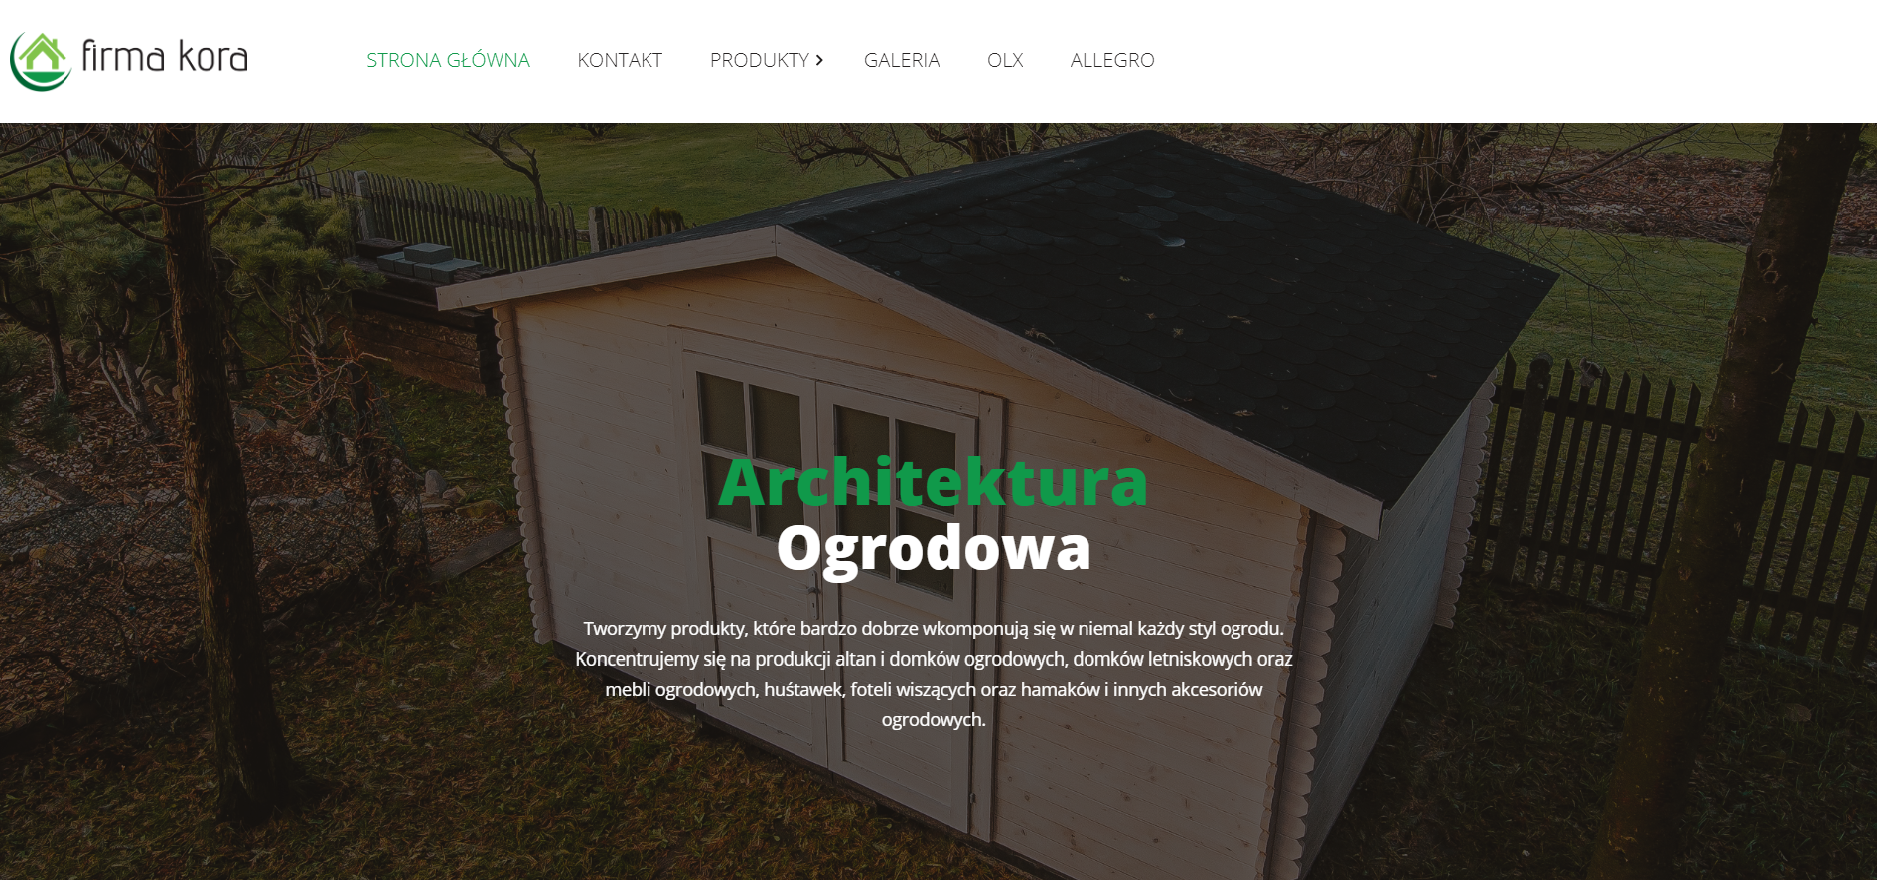 firma kora
STRONA GŁÓWNA KONTAKT PRODUKTY GALERIA OLX ALLEGRO
Architektura
Ogrodowa
Tworzymy produkty, które bardzo dobrze wkomponują się w niemal każdy styl ogrodu.
Koncentrujemy się na produkcji altan i domków ogrodowych, domków letniskowych oraz
mebli ogrodowych, huśtawek, foteli wiszących oraz hamaków i innych akcesoriów
ogrodowych.